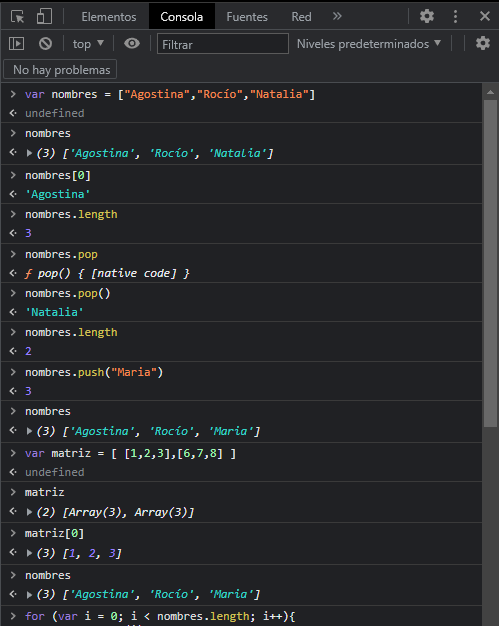 Elementos Consola Fuentes Red »
top ▼ Filtrar Niveles predeterminados ▼
No hay problemas
> var nombres = ["Agostina","Rocío","Natalia"]
< undefined
> nombres
< ▶ (3) ['Agostina', 'Rocío', 'Natalia']
> nombres[0]
< 'Agostina'
> nombres.length
< 3
> nombres.pop
< ƒ pop() { [native code] }
> nombres.pop()
< 'Natalia'
> nombres.length
< 2
> nombres.push("Maria")
< 3
> nombres
< ▶ (3) ['Agostina', 'Rocío', 'Maria']
> var matriz = [ [1,2,3],[6,7,8] ]
< undefined
> matriz
< ▶ (2) [Array(3), Array(3)]
> matriz[0]
< ▶ (3) [1, 2, 3]
> nombres
< ▶ (3) ['Agostina', 'Rocío', 'Maria']
> for (var i = 0; i < nombres.length; i++){